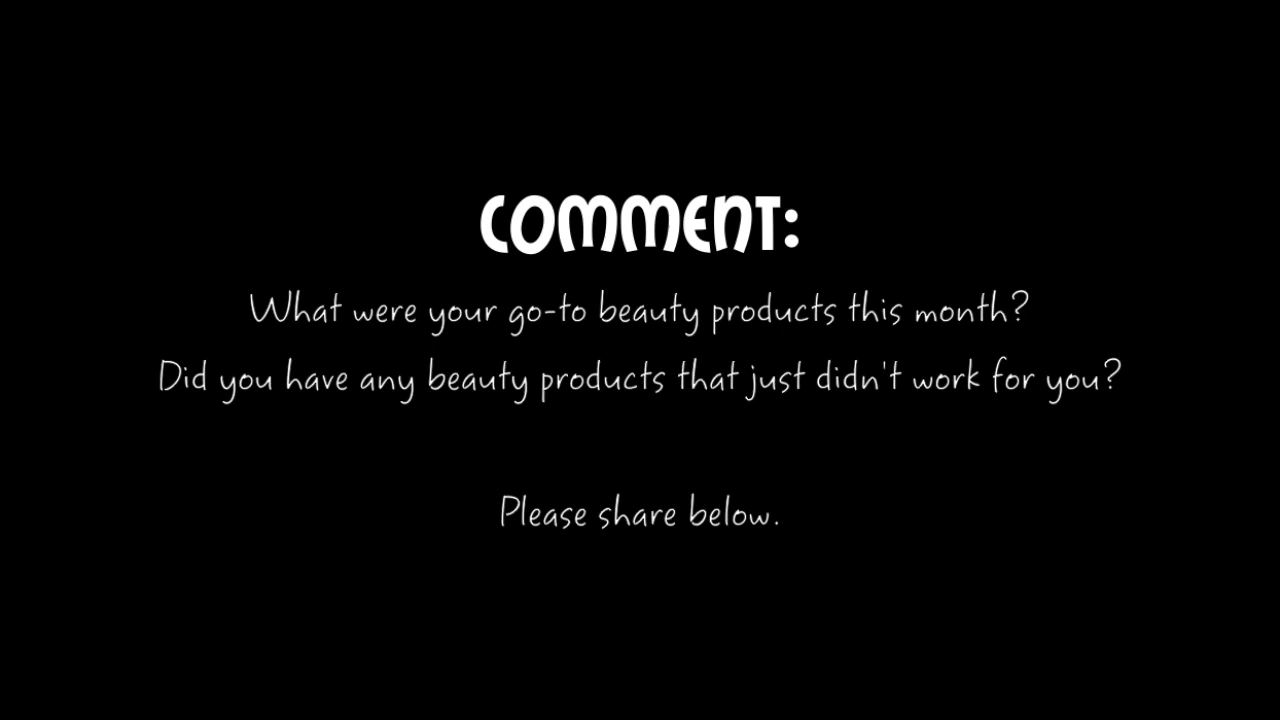 COMMENT:
What were your go-to beauty products this month?
Did you have any beauty products that just didn't work for you?
Please share below.